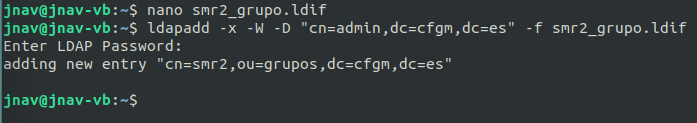 jnav@jnav-vb:~$ nano smr2_grupo.ldif
jnav@jnav-vb:~$ ldapadd -x -W -D "cn=admin,dc=cfgm,dc=es" -f smr2_grupo.ldif
Enter LDAP Password:
adding new entry "cn=smr2,ou=grupos,dc=cfgm,dc=es"
jnav@jnav-vb:~$